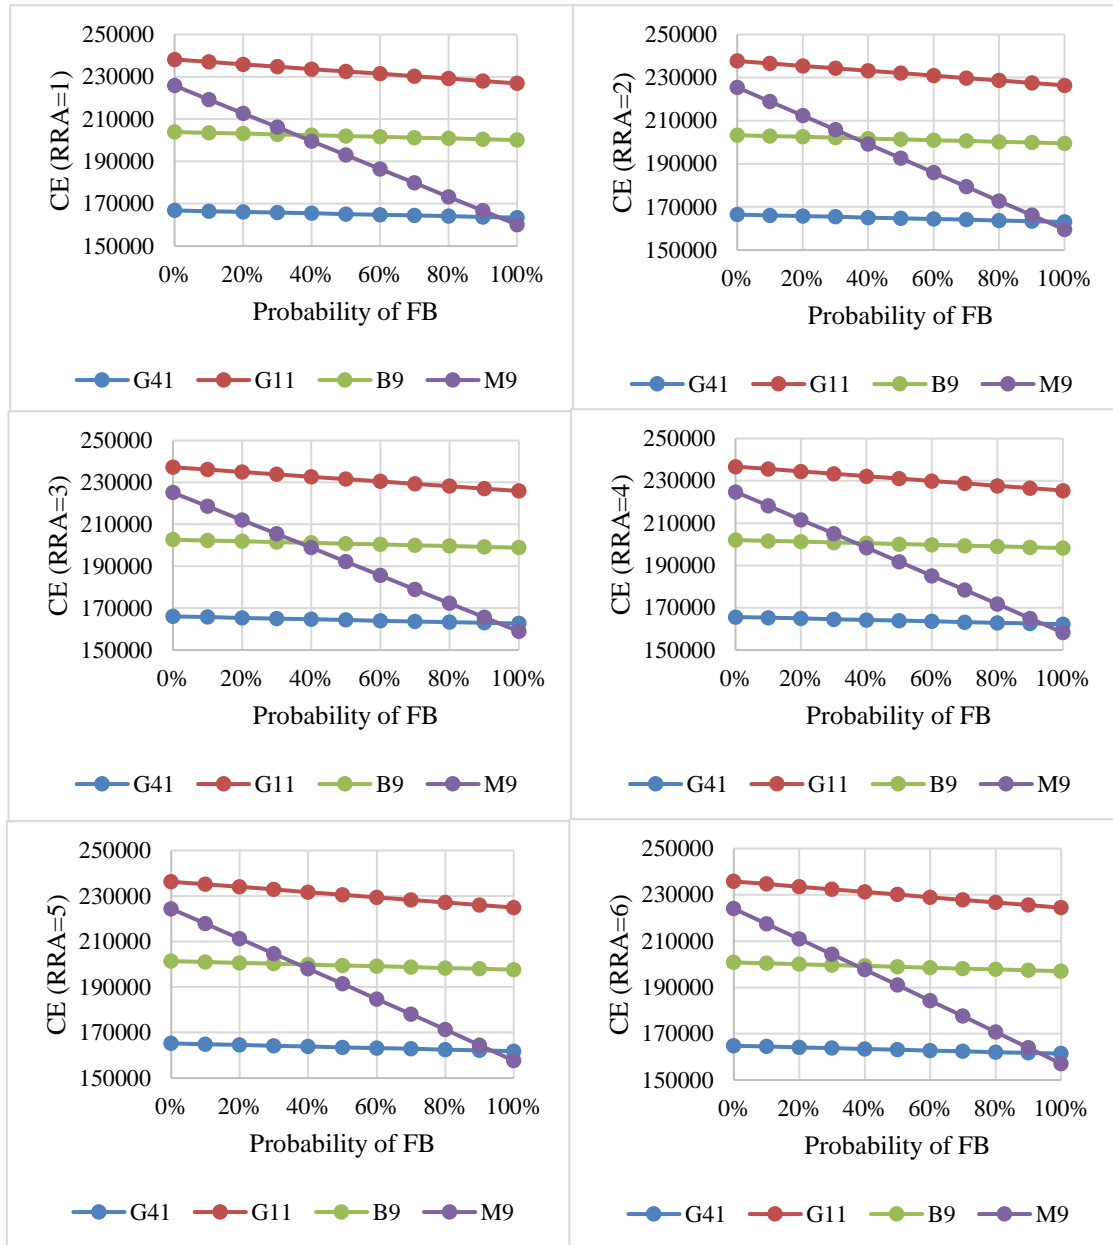 CE (RRA=1)
250000
230000
210000
190000
170000
150000
0% 20% 40% 60% 80% 100%
Probability of FB
G41 G11 B9 M9
CE (RRA=2)
250000
230000
210000
190000
170000
150000
0% 20% 40% 60% 80% 100%
Probability of FB
G41 G11 B9 M9
CE (RRA=3)
250000
230000
210000
190000
170000
150000
0% 20% 40% 60% 80% 100%
Probability of FB
G41 G11 B9 M9
CE (RRA=4)
250000
230000
210000
190000
170000
150000
0% 20% 40% 60% 80% 100%
Probability of FB
G41 G11 B9 M9
CE (RRA=5)
250000
230000
210000
190000
170000
150000
0% 20% 40% 60% 80% 100%
Probability of FB
G41 G11 B9 M9
CE (RRA=6)
250000
230000
210000
190000
170000
150000
0% 20% 40% 60% 80% 100%
Probability of FB
G41 G11 B9 M9